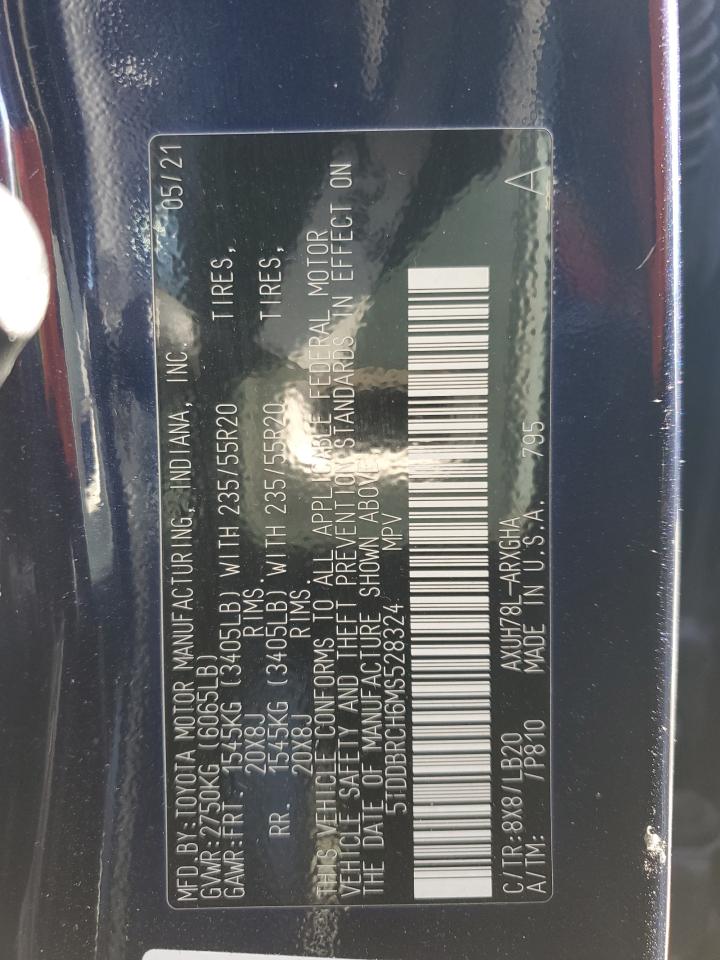 MFD.BY:TOYOTA MOTOR MANUFACTURING, INDIANA, INC. 05/21
GVWR:2750KG (6065LB)
GAWR:FRT. 1545KG (3405LB) WITH 235/55R20 TIRES,
20X8J RIMS.
RR. 1545KG (3405LB) WITH 235/55R20 TIRES,
20X8J RIMS.
THIS VEHICLE CONFORMS TO ALL APPLICABLE FEDERAL MOTOR
VEHICLE SAFETY AND THEFT PREVENTION STANDARDS IN EFFECT ON
THE DATE OF MANUFACTURE SHOWN ABOVE.
5TDDBRCH6MS528324 MPV
C/TR:8X8/LB20 AXUH78L-ARXGHA
A/TM: /P810 MADE IN U.S.A. 795 A